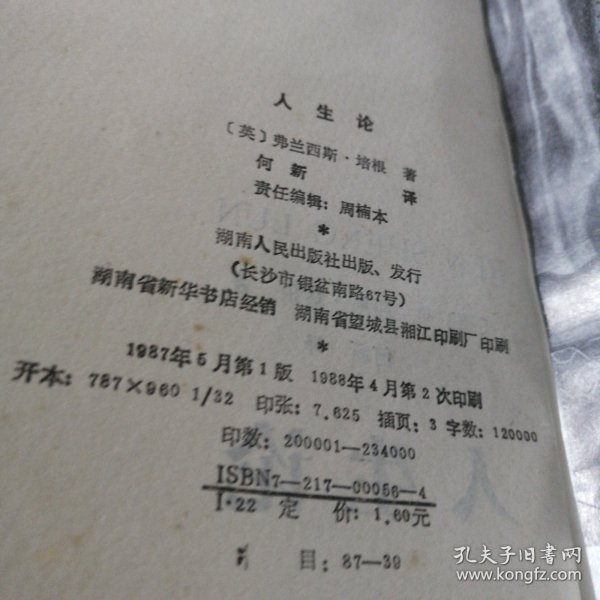 人生论
〔英〕弗兰西斯·培根 著
何新 译
责任编辑：周楠本
*
湖南人民出版社出版、发行
（长沙市银盆南路67号）
湖南省新华书店经销 湖南省望城县湘江印刷厂印刷
*
1987年5月第1版 1988年4月第2次印刷
开本：787×960 1/32 印张：7.625 插页：3 字数：120000
印数：200001—234000
ISBN7—217—00056—4
I·22 定价：1.60元
目：87—39
孔夫子旧书网
www.kongfz.com